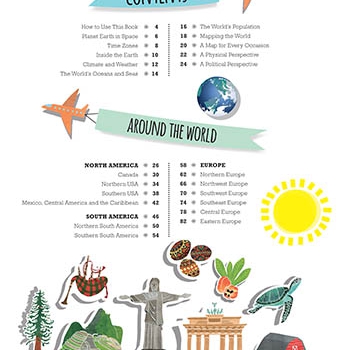 CONTENTS
How to Use This Book • 4
Planet Earth in Space • 6
Time Zones • 8
Inside the Earth • 10
Climate and Weather • 12
The World's Oceans and Seas • 14
16 • The World's Population
18 • Mapping the World
20 • A Map for Every Occasion
22 • A Physical Perspective
24 • A Political Perspective
AROUND THE WORLD
NORTH AMERICA • 26
Canada • 30
Northern USA • 34
Southern USA • 38
Mexico, Central America and the Caribbean • 42
SOUTH AMERICA • 46
Northern South America • 50
Southern South America • 54
58 • EUROPE
62 • Northern Europe
66 • Northwest Europe
70 • Southwest Europe
74 • Southeast Europe
78 • Central Europe
82 • Eastern Europe